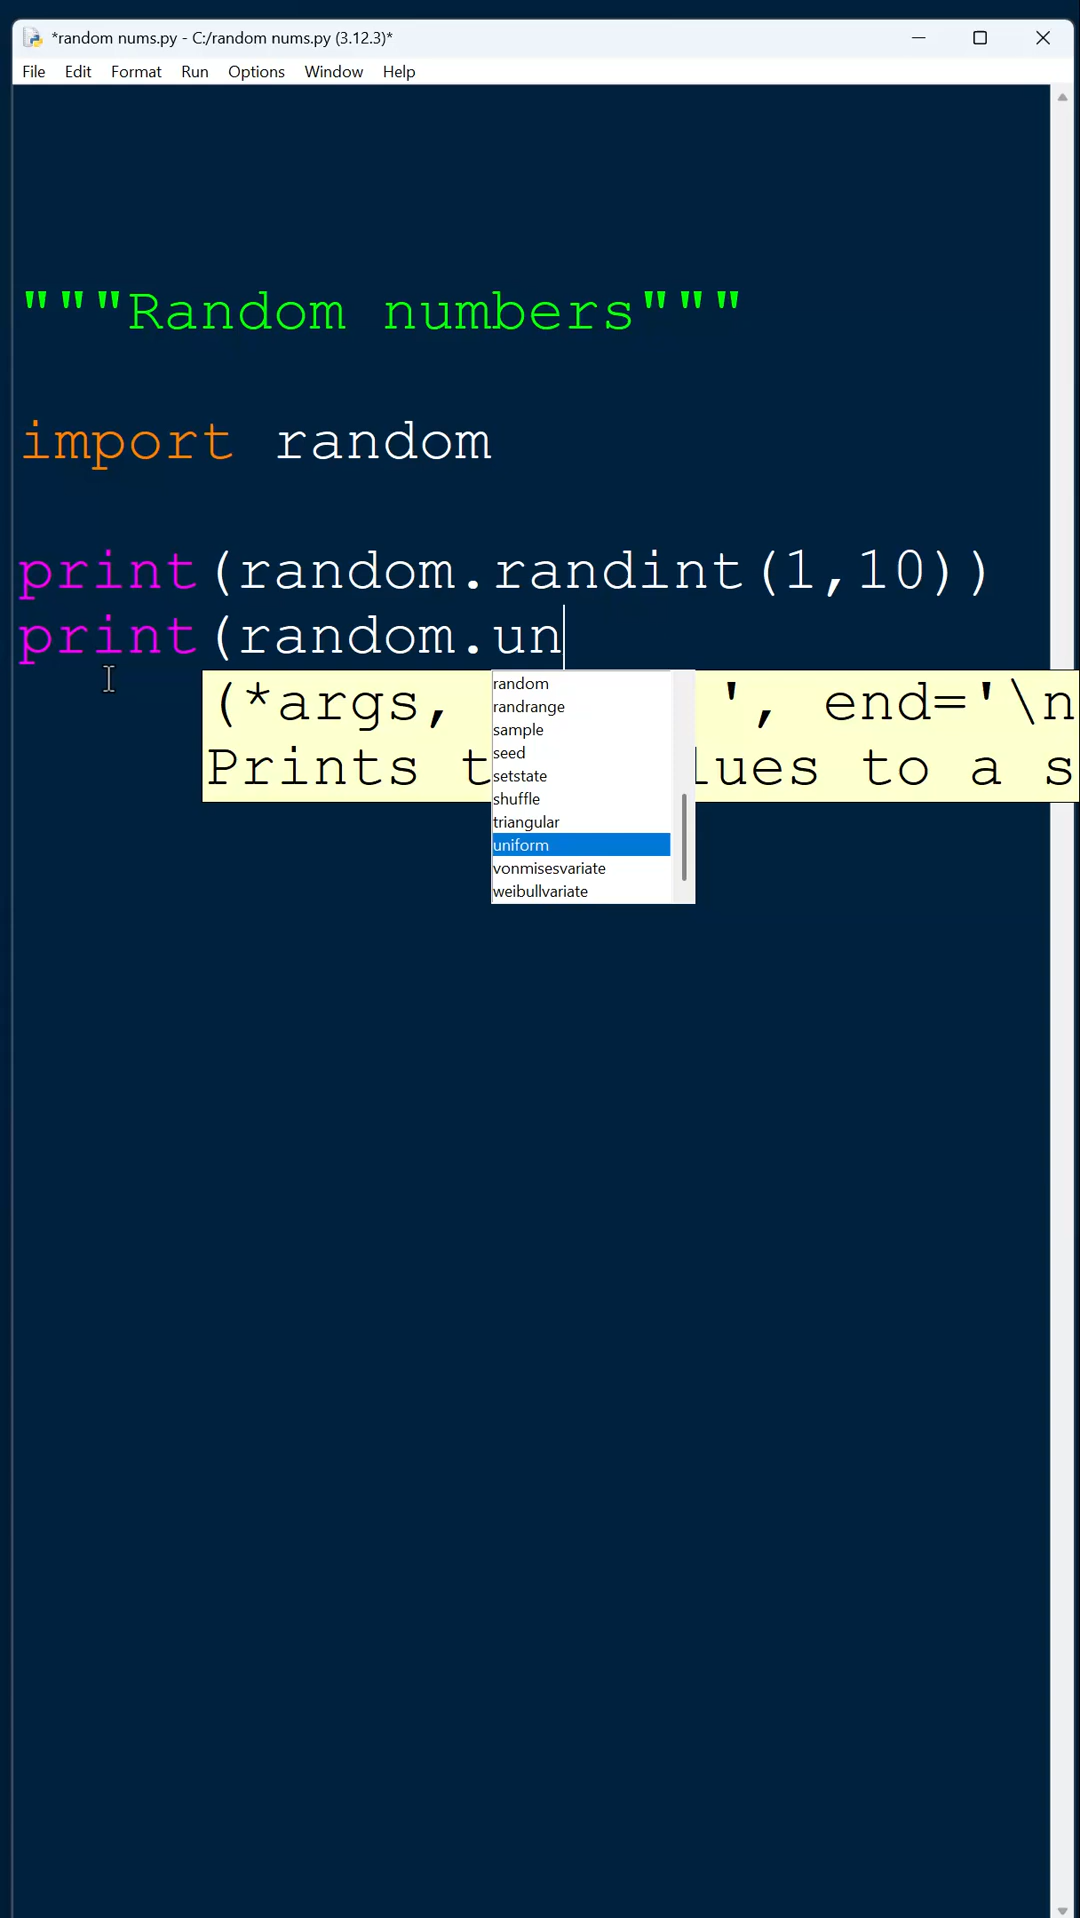 *random nums.py - C:/random nums.py (3.12.3)*
File Edit Format Run Options Window Help
"""Random numbers"""
import random
print(random.randint(1,10))
print(random.un
(*args, ', end='\n
Prints t lues to a s
random
randrange
sample
seed
setstate
shuffle
triangular
uniform
vonmisesvariate
weibullvariate